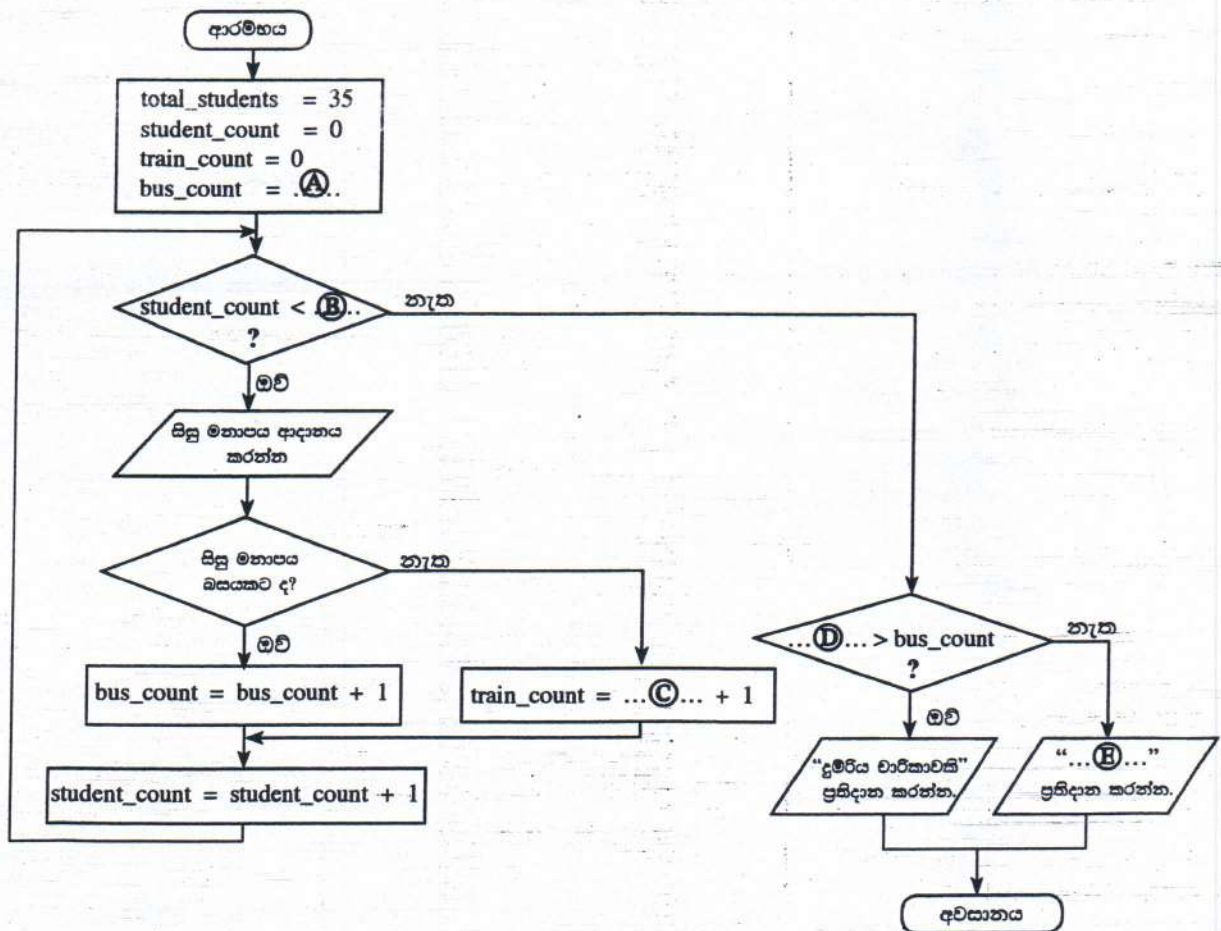 ආරම්භය
total_students = 35
student_count = 0
train_count = 0
bus_count = ..Ⓐ..
student_count < ..Ⓑ..
?
නැත
ඔව්
සිසු මනාපය ආදානය
කරන්න
සිසු මනාපය
බසයකට ද?
නැත
ඔව්
bus_count = bus_count + 1
train_count = ...Ⓒ... + 1
student_count = student_count + 1
...Ⓓ... > bus_count
?
නැත
ඔව්
“දුම්රිය චාරිකාවකි”
ප්‍රතිදාන කරන්න.
“...Ⓔ...”
ප්‍රතිදාන කරන්න.
අවසානය